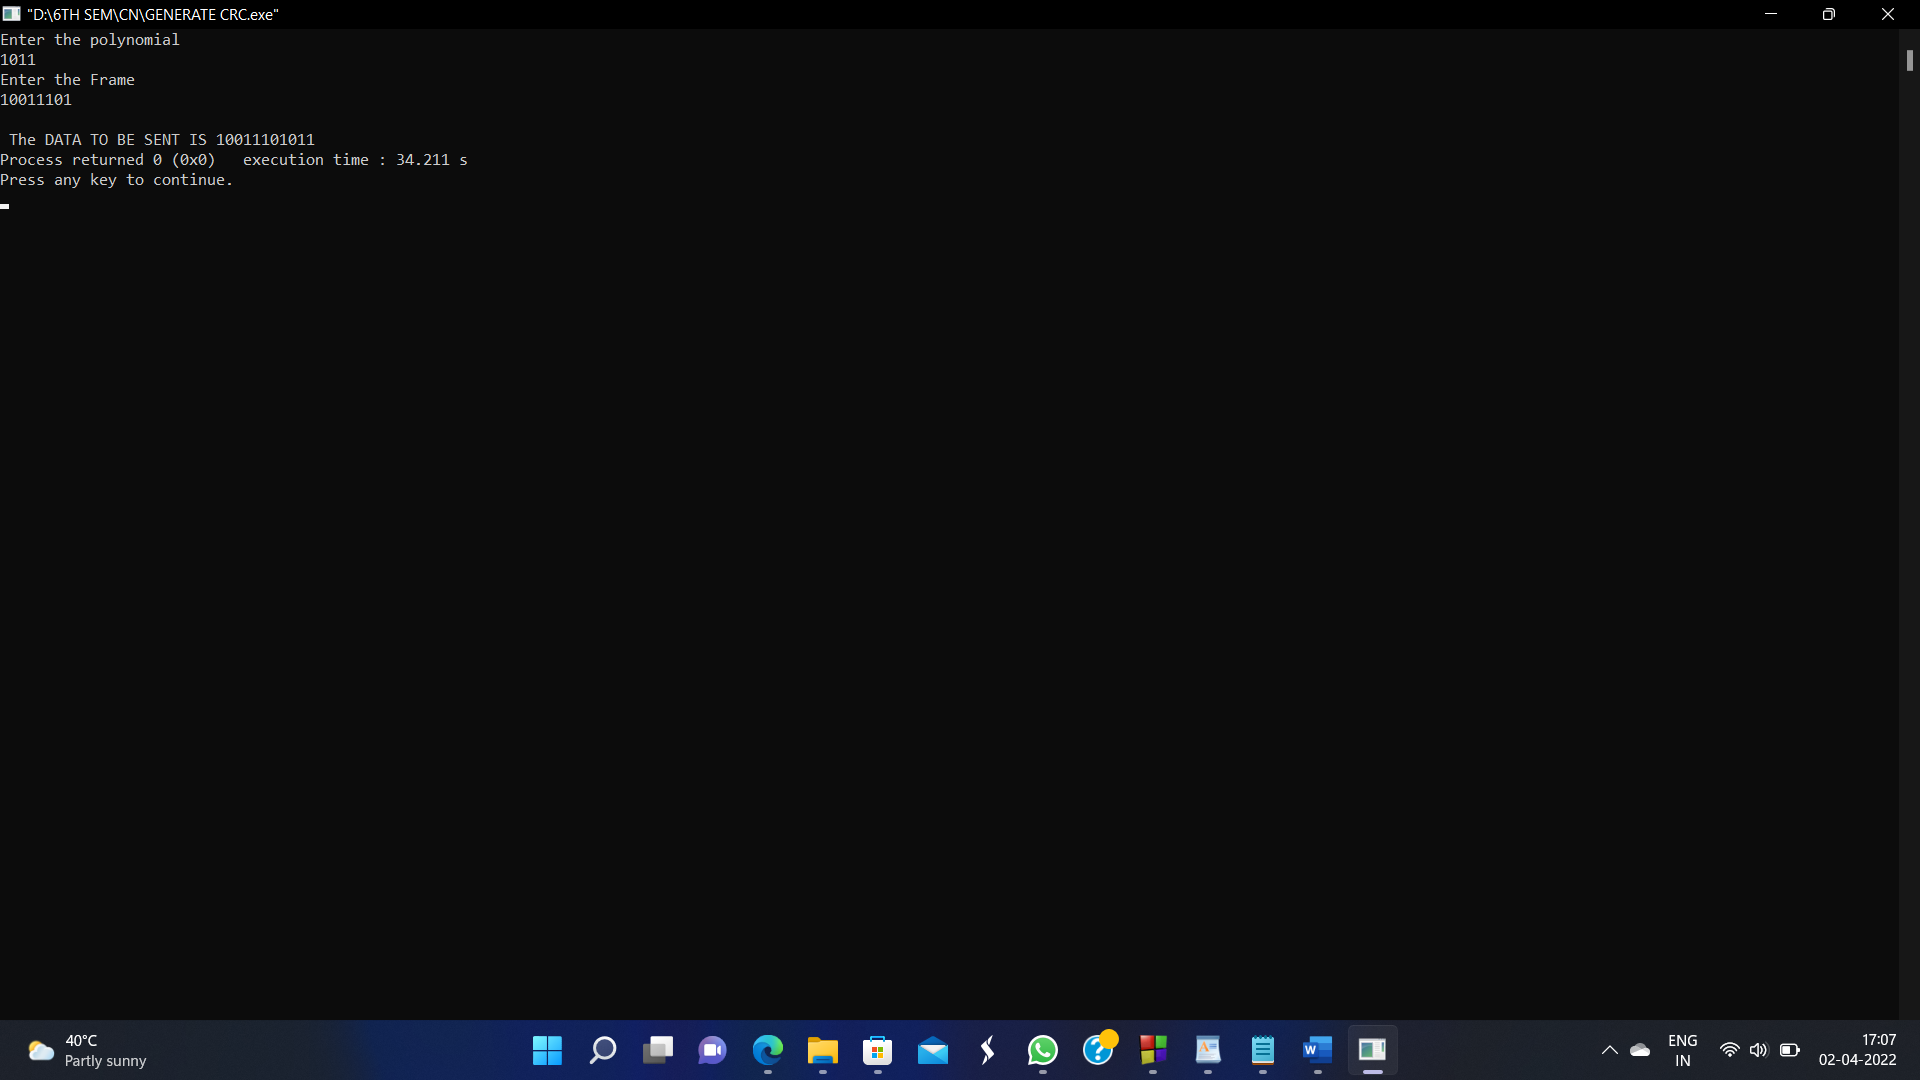 "D:\6TH SEM\CN\GENERATE CRC.exe"
Enter the polynomial
1011
Enter the Frame
10011101
The DATA TO BE SENT IS 10011101011
Process returned 0 (0x0)   execution time : 34.211 s
Press any key to continue.
40°C
Partly sunny
ENG
IN
17:07
02-04-2022